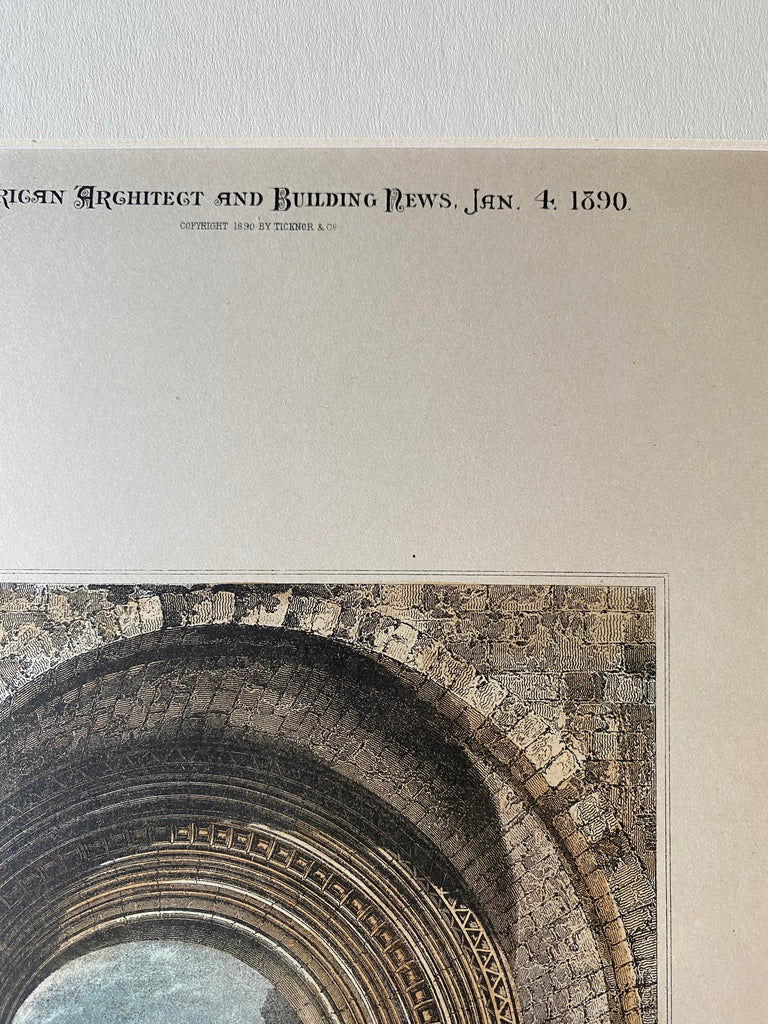 RICAN ARCHITECT AND BUILDING NEWS, JAN. 4, 1890.
COPYRIGHT 1890 BY TICKNOR & CO